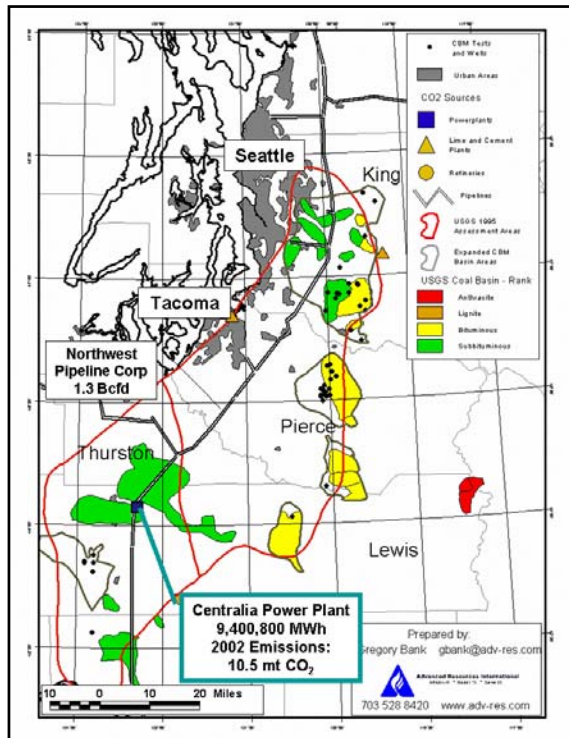 CBM Tests
and Wells
Urban Areas
CO2 Sources
Powerplants
Lime and Cement
Plants
Refineries
Pipelines
USGS 1995
Assessment Areas
Expanded CBM
Basin Areas
USGS Coal Basin - Rank
Anthracite
Lignite
Bituminous
Subbituminous
Seattle
King
Tacoma
Northwest
Pipeline Corp
1.3 Bcfd
Pierce
Thurston
Lewis
Centralia Power Plant
9,400,800 MWh
2002 Emissions:
10.5 mt CO₂
Prepared by:
Gregory Bank gbank@adv-res.com
Advanced Resources International
703 528 8420 www.adv-res.com
10 0 10 20 Miles